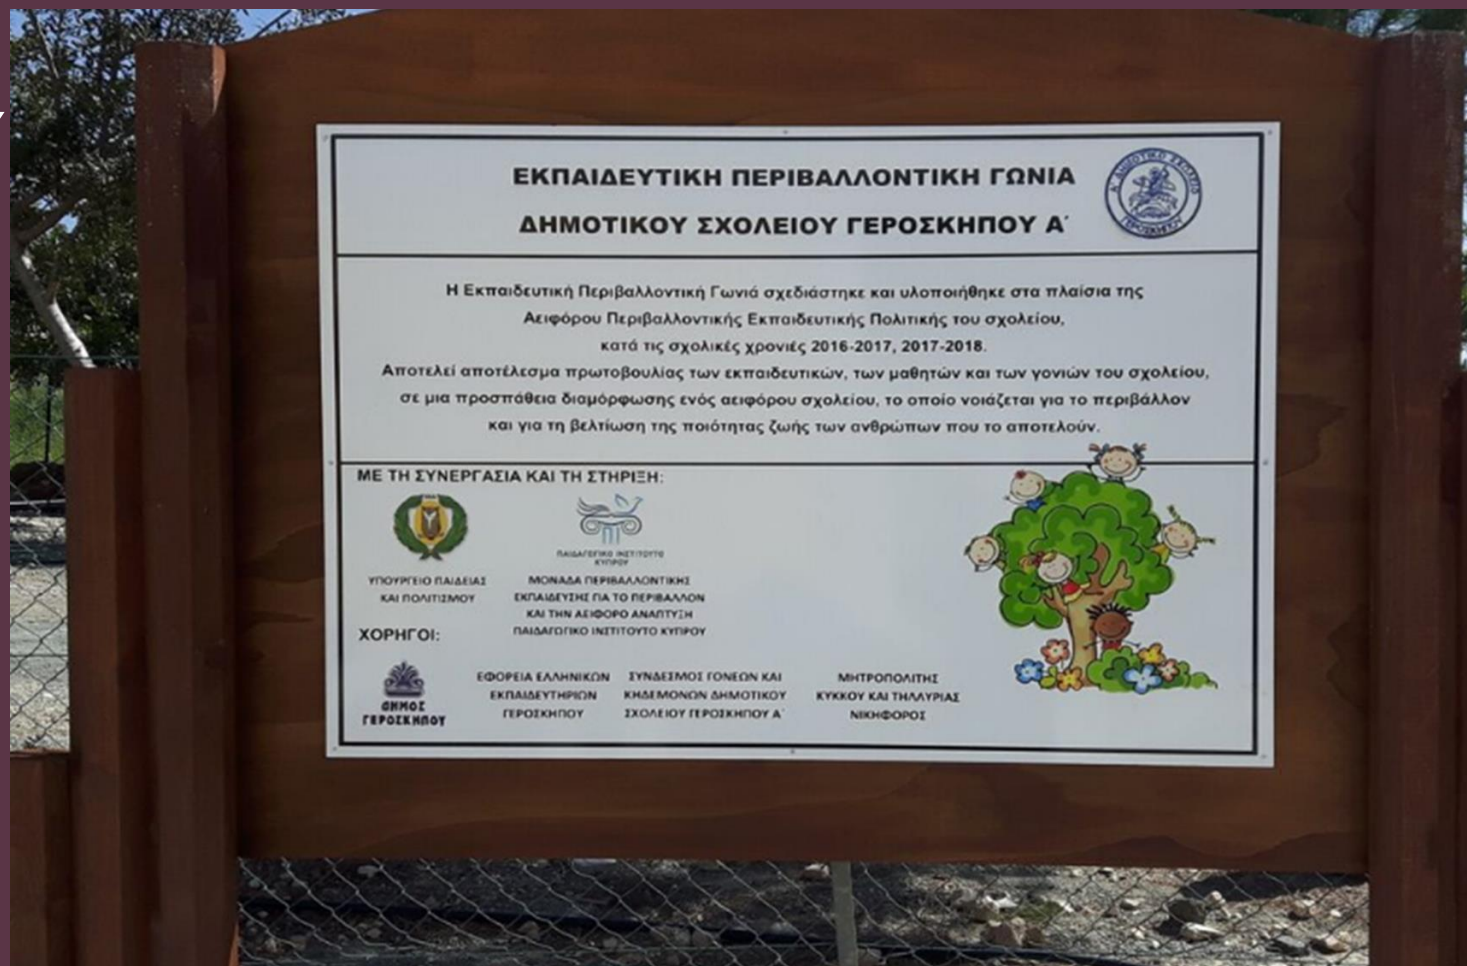 ΕΚΠΑΙΔΕΥΤΙΚΗ ΠΕΡΙΒΑΛΛΟΝΤΙΚΗ ΓΩΝΙΑ
ΔΗΜΟΤΙΚΟΥ ΣΧΟΛΕΙΟΥ ΓΕΡΟΣΚΗΠΟΥ Α΄
Α΄ ΔΗΜΟΤΙΚΟ ΣΧΟΛΕΙΟ
ΓΕΡΟΣΚΗΠΟΥ
Η Εκπαιδευτική Περιβαλλοντική Γωνιά σχεδιάστηκε και υλοποιήθηκε στα πλαίσια της
Αειφόρου Περιβαλλοντικής Εκπαιδευτικής Πολιτικής του σχολείου,
κατά τις σχολικές χρονιές 2016-2017, 2017-2018.
Αποτελεί αποτέλεσμα πρωτοβουλίας των εκπαιδευτικών, των μαθητών και των γονιών του σχολείου,
σε μια προσπάθεια διαμόρφωσης ενός αειφόρου σχολείου, το οποίο νοιάζεται για το περιβάλλον
και για τη βελτίωση της ποιότητας ζωής των ανθρώπων που το αποτελούν.
ΜΕ ΤΗ ΣΥΝΕΡΓΑΣΙΑ ΚΑΙ ΤΗ ΣΤΗΡΙΞΗ:
ΥΠΟΥΡΓΕΙΟ ΠΑΙΔΕΙΑΣ
ΚΑΙ ΠΟΛΙΤΙΣΜΟΥ
ΠΑΙΔΑΓΩΓΙΚΟ ΙΝΣΤΙΤΟΥΤΟ
ΚΥΠΡΟΥ
ΜΟΝΑΔΑ ΠΕΡΙΒΑΛΛΟΝΤΙΚΗΣ
ΕΚΠΑΙΔΕΥΣΗΣ ΓΙΑ ΤΟ ΠΕΡΙΒΑΛΛΟΝ
ΚΑΙ ΤΗΝ ΑΕΙΦΟΡΟ ΑΝΑΠΤΥΞΗ
ΠΑΙΔΑΓΩΓΙΚΟ ΙΝΣΤΙΤΟΥΤΟ ΚΥΠΡΟΥ
ΧΟΡΗΓΟΙ:
ΔΗΜΟΣ
ΓΕΡΟΣΚΗΠΟΥ
ΕΦΟΡΕΙΑ ΕΛΛΗΝΙΚΩΝ
ΕΚΠΑΙΔΕΥΤΗΡΙΩΝ
ΓΕΡΟΣΚΗΠΟΥ
ΣΥΝΔΕΣΜΟΣ ΓΟΝΕΩΝ ΚΑΙ
ΚΗΔΕΜΟΝΩΝ ΔΗΜΟΤΙΚΟΥ
ΣΧΟΛΕΙΟΥ ΓΕΡΟΣΚΗΠΟΥ Α΄
ΜΗΤΡΟΠΟΛΙΤΗΣ
ΚΥΚΚΟΥ ΚΑΙ ΤΗΛΛΥΡΙΑΣ
ΝΙΚΗΦΟΡΟΣ